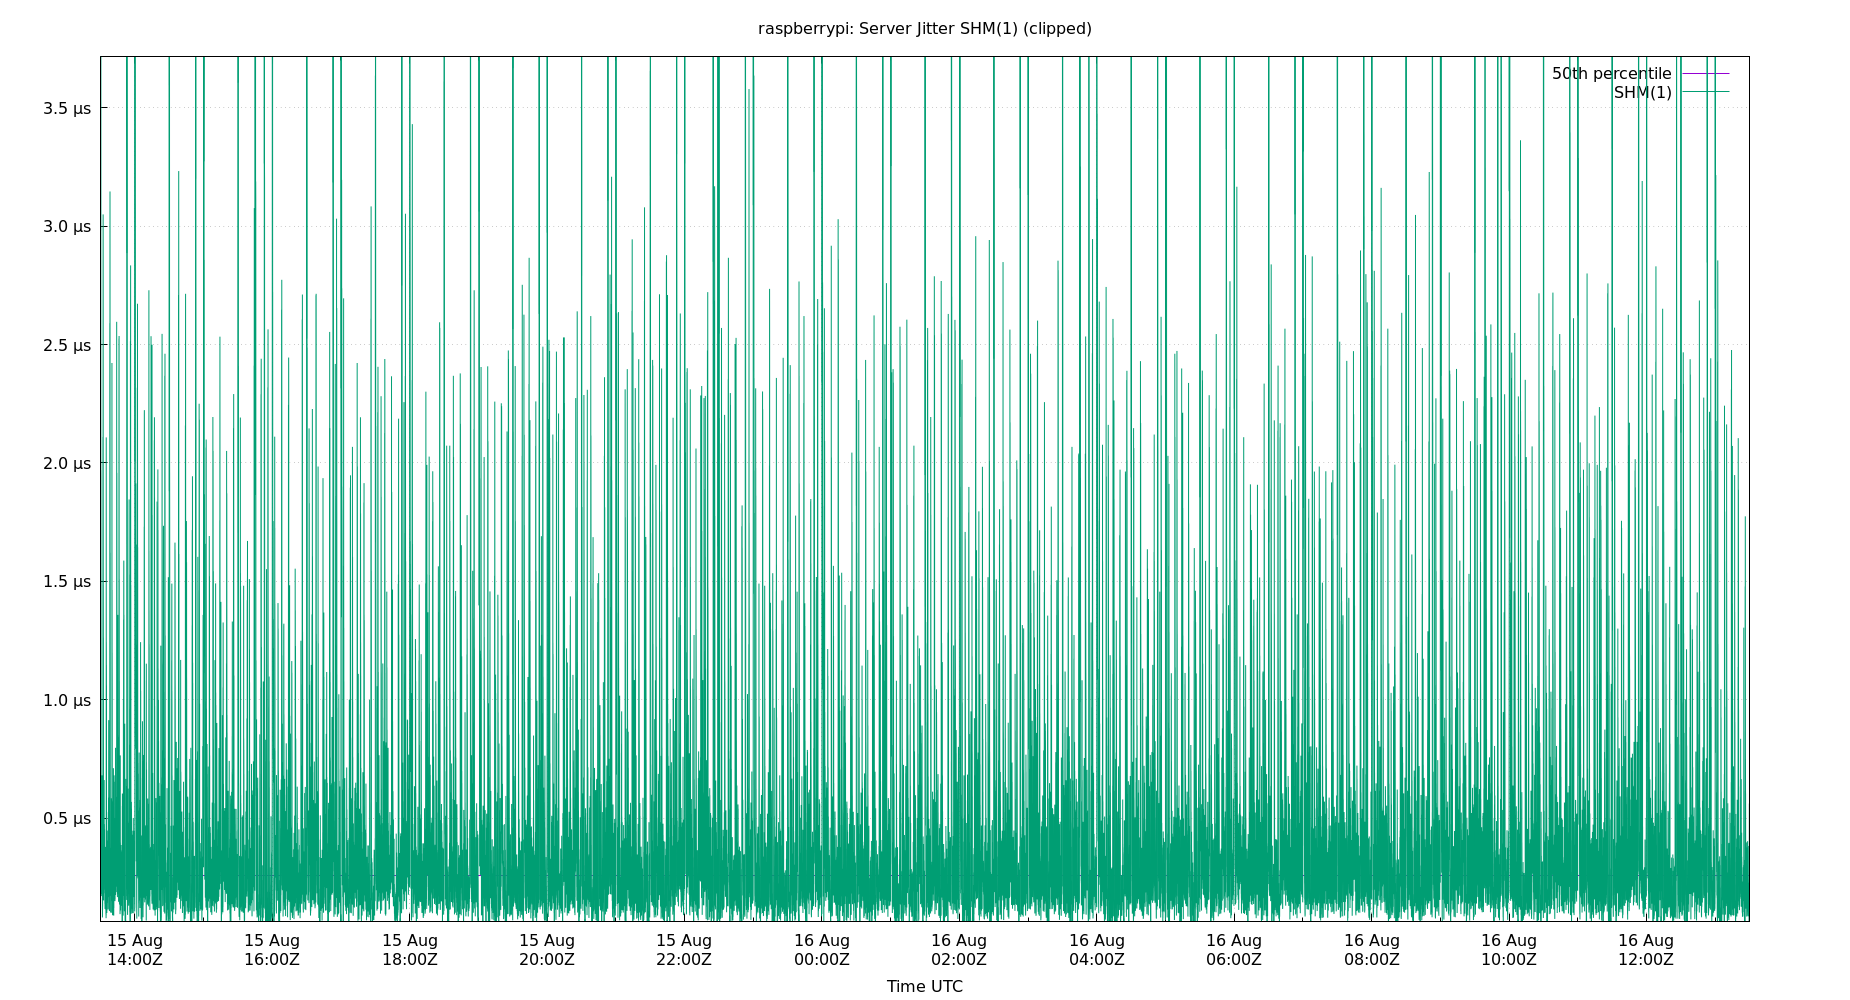 raspberrypi: Server Jitter SHM(1) (clipped)
50th percentile
SHM(1)
3.5 µs
3.0 µs
2.5 µs
2.0 µs
1.5 µs
1.0 µs
0.5 µs
15 Aug 15 Aug 15 Aug 15 Aug 15 Aug 16 Aug 16 Aug 16 Aug 16 Aug 16 Aug 16 Aug 16 Aug
14:00Z 16:00Z 18:00Z 20:00Z 22:00Z 00:00Z 02:00Z 04:00Z 06:00Z 08:00Z 10:00Z 12:00Z
Time UTC